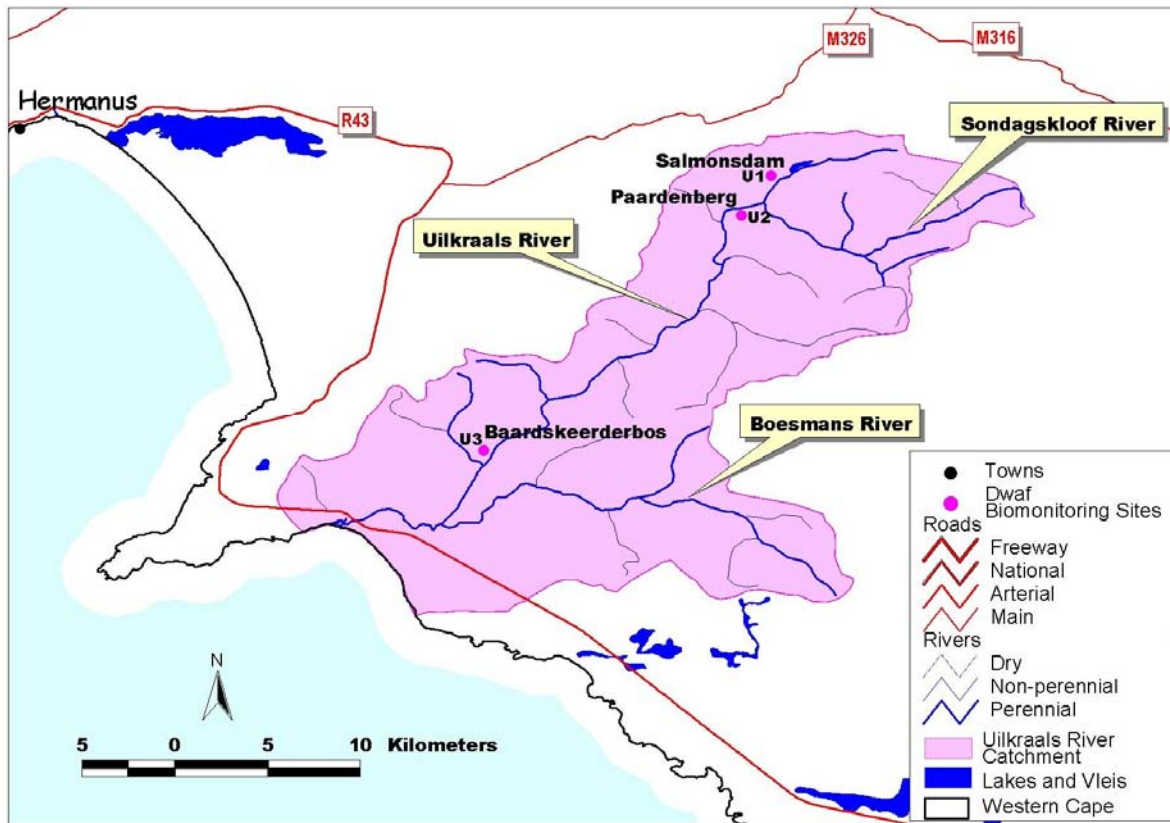 M326
M316
Hermanus
R43
Sondagskloof River
Salmonsdam
U1
Paardenberg
U2
Uilkraals River
Boesmans River
U3
Baardskeerderbos
Towns
Dwaf
Biomonitoring Sites
Roads
Freeway
National
Arterial
Main
Rivers
Dry
Non-perennial
Perennial
Uilkraals River
Catchment
Lakes and Vleis
Western Cape
N
5 0 5 10 Kilometers